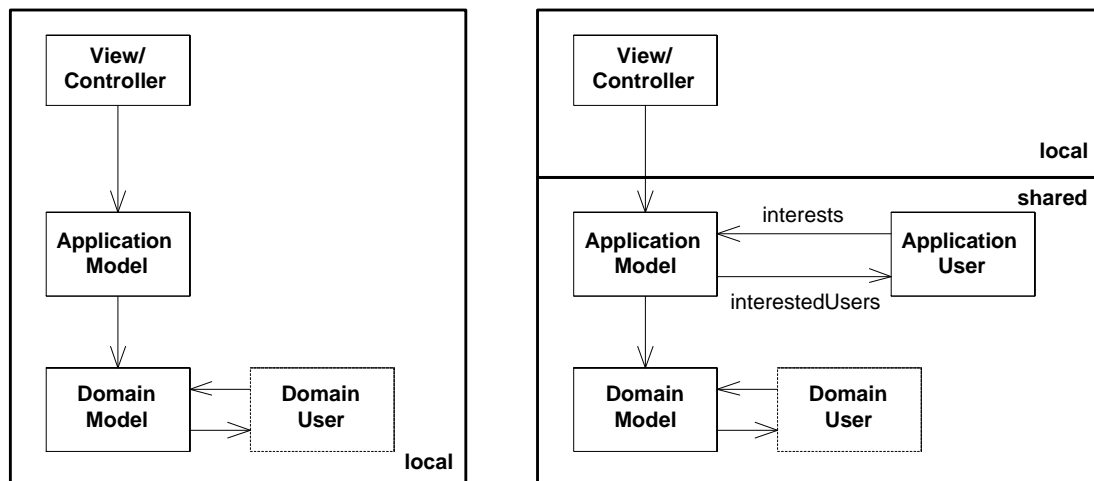 View/
Controller
Application
Model
Domain
Model
Domain
User
local
View/
Controller
local
shared
Application
Model
interests
interestedUsers
Application
User
Domain
Model
Domain
User